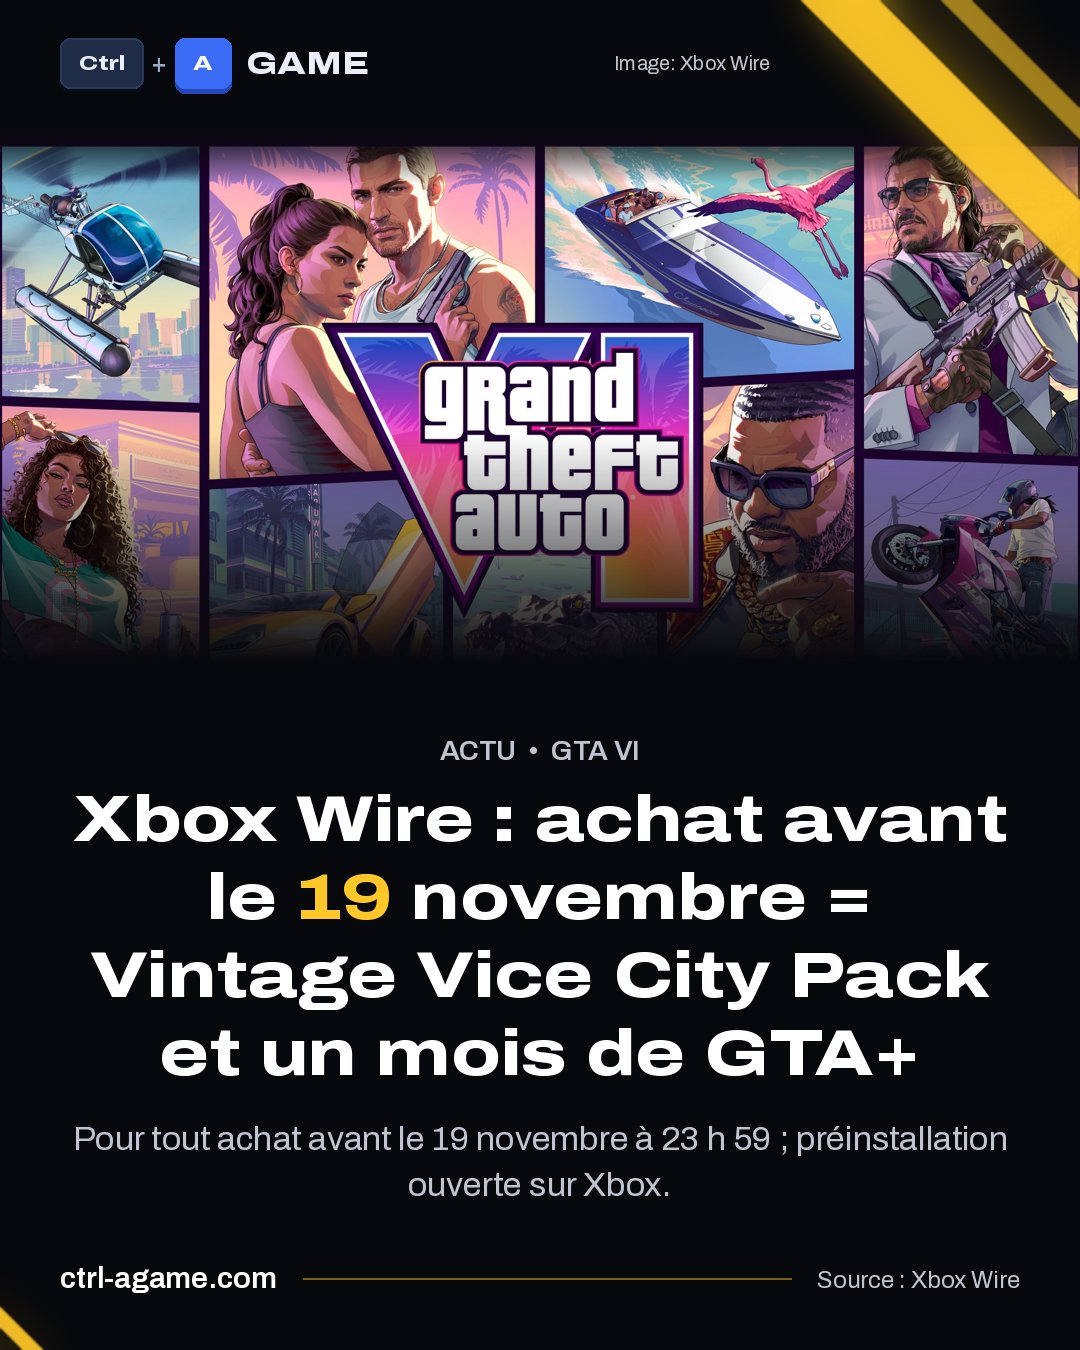 Ctrl + A GAME
Image: Xbox Wire
grand
theft
auto
VI
ACTU • GTA VI
Xbox Wire : achat avant
le 19 novembre =
Vintage Vice City Pack
et un mois de GTA+
Pour tout achat avant le 19 novembre à 23 h 59 ; préinstallation
ouverte sur Xbox.
ctrl-agame.com
Source : Xbox Wire